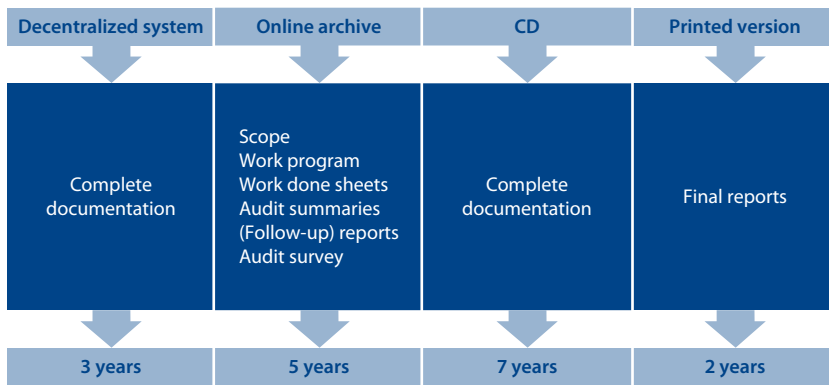 Decentralized system
Online archive
CD
Printed version
Complete
documentation
Scope
Work program
Work done sheets
Audit summaries
(Follow-up) reports
Audit survey
Complete
documentation
Final reports
3 years
5 years
7 years
2 years